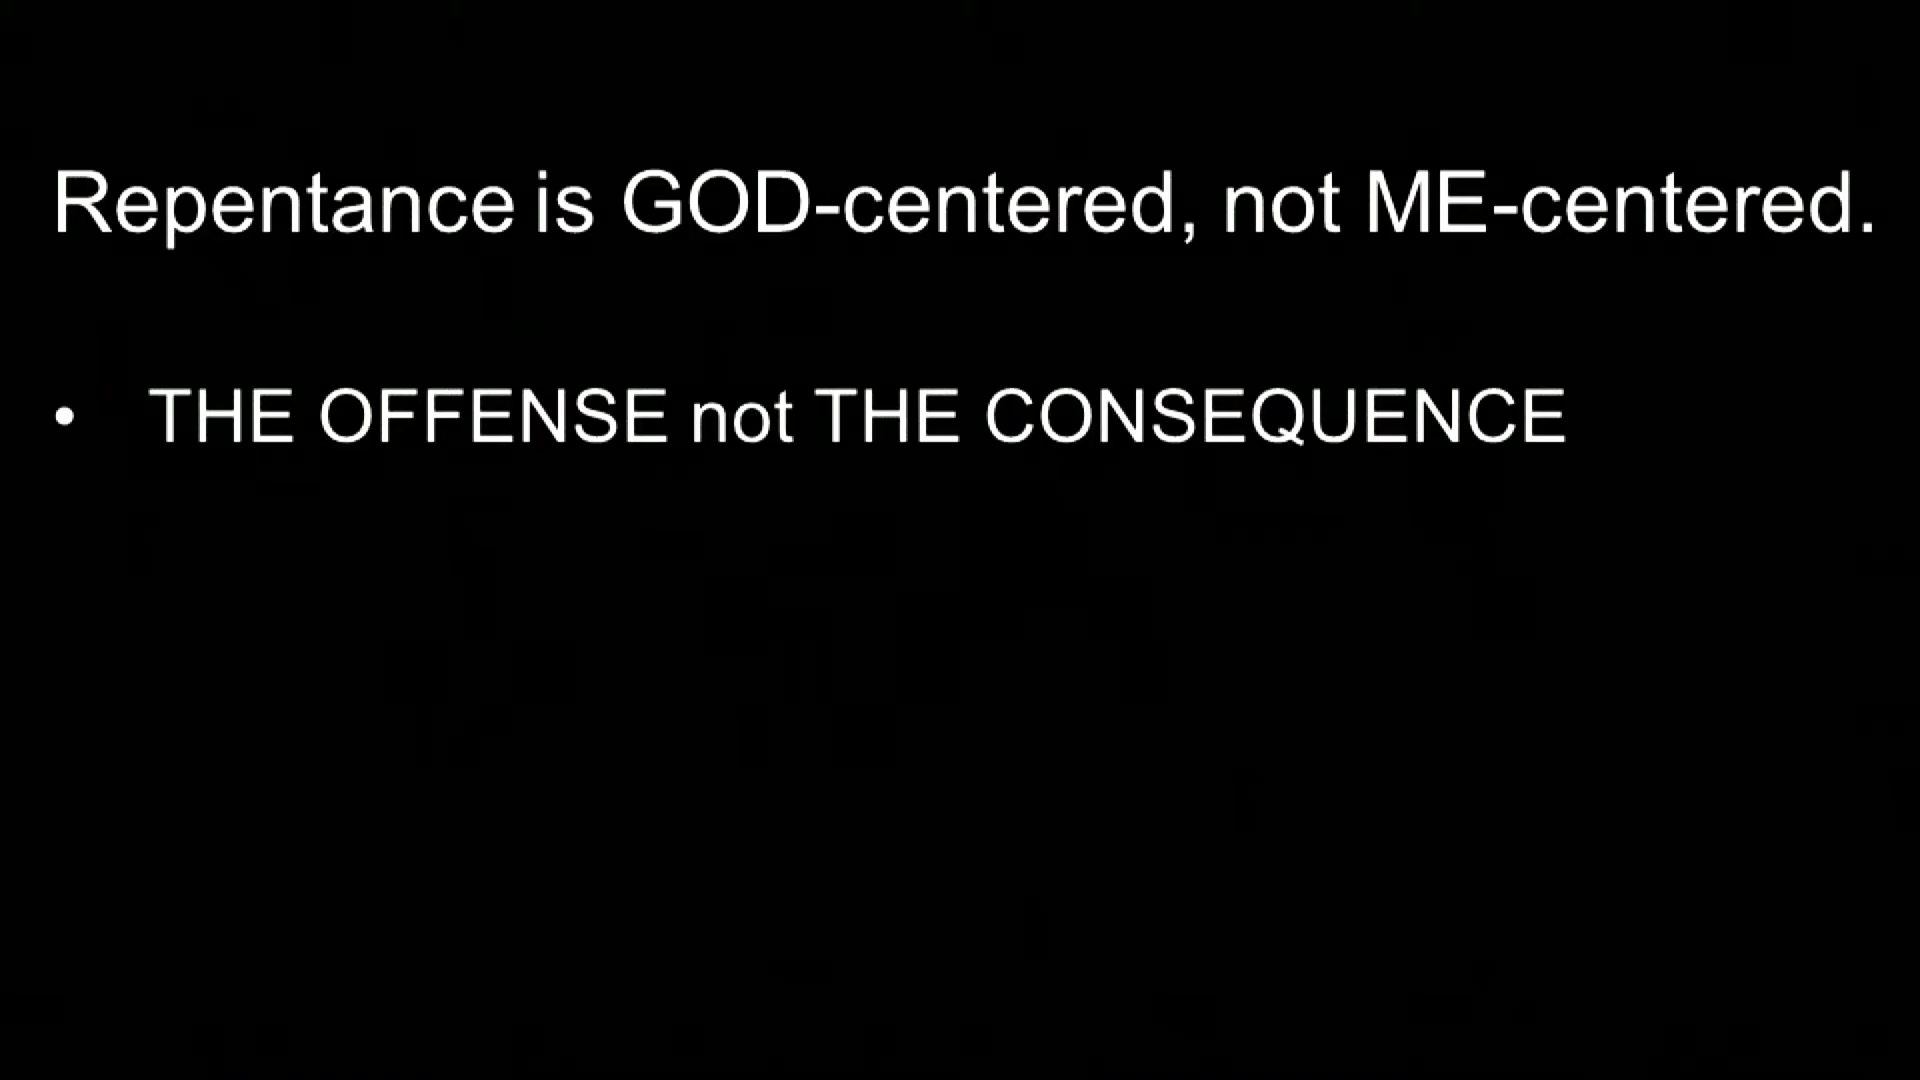 Repentance is GOD-centered, not ME-centered.
• THE OFFENSE not THE CONSEQUENCE